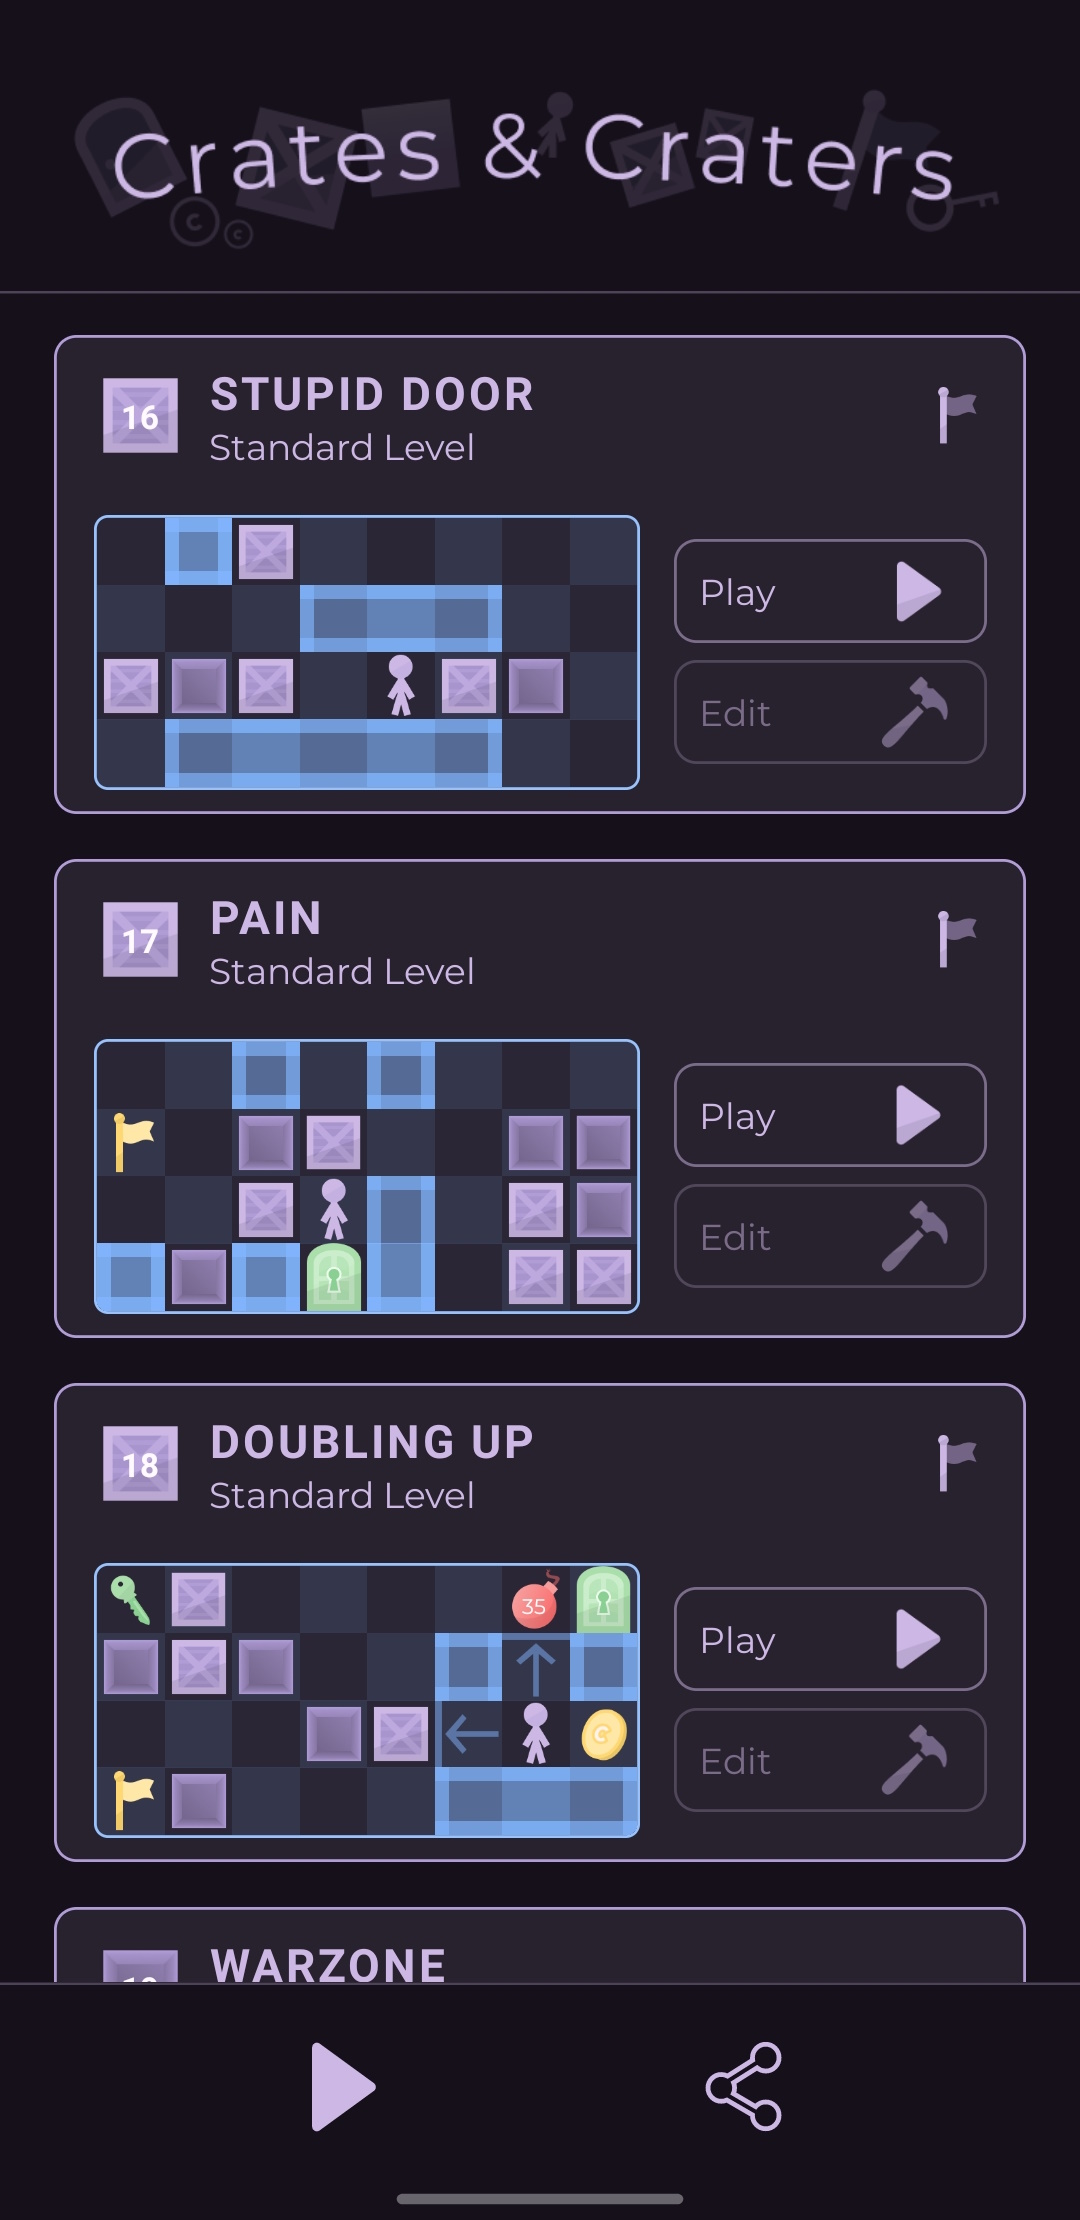 Crates & Craters
C
C
16
STUPID DOOR
Standard Level
Play
Edit
17
PAIN
Standard Level
Play
Edit
18
DOUBLING UP
Standard Level
35
Play
C
Edit
WARZONE